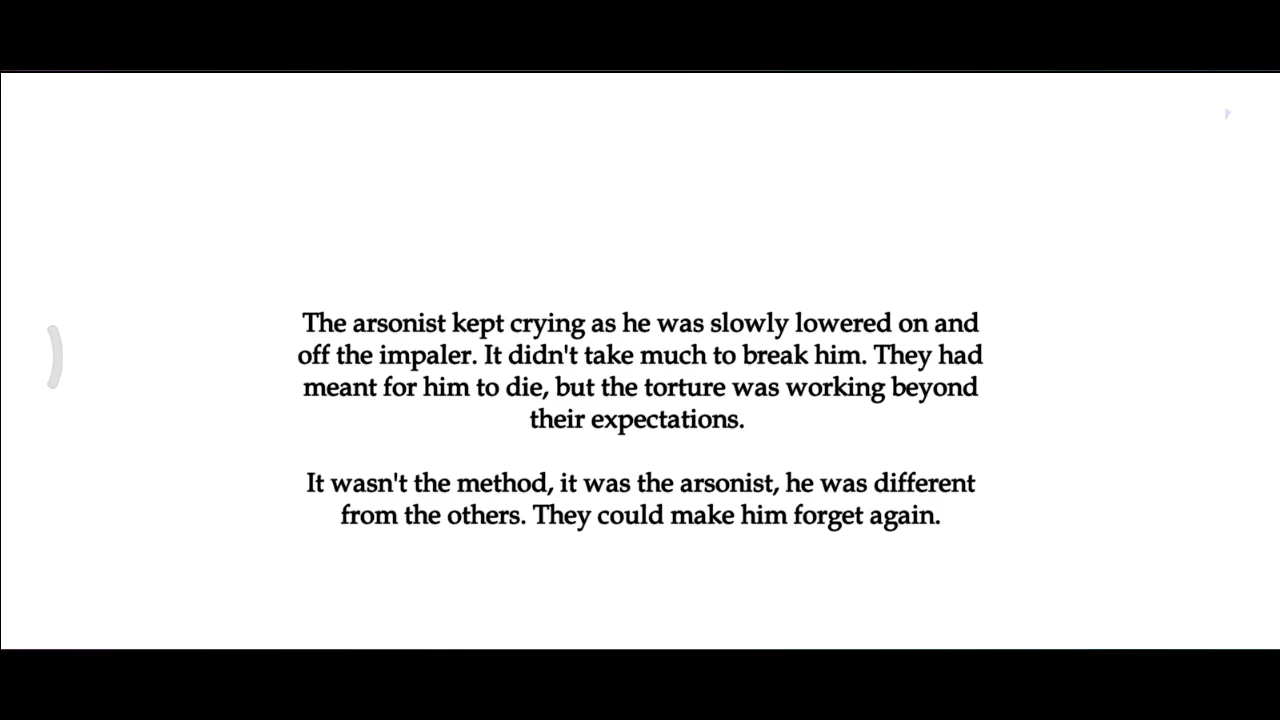 The arsonist kept crying as he was slowly lowered on and
off the impaler. It didn't take much to break him. They had
meant for him to die, but the torture was working beyond
their expectations.
It wasn't the method, it was the arsonist, he was different
from the others. They could make him forget again.